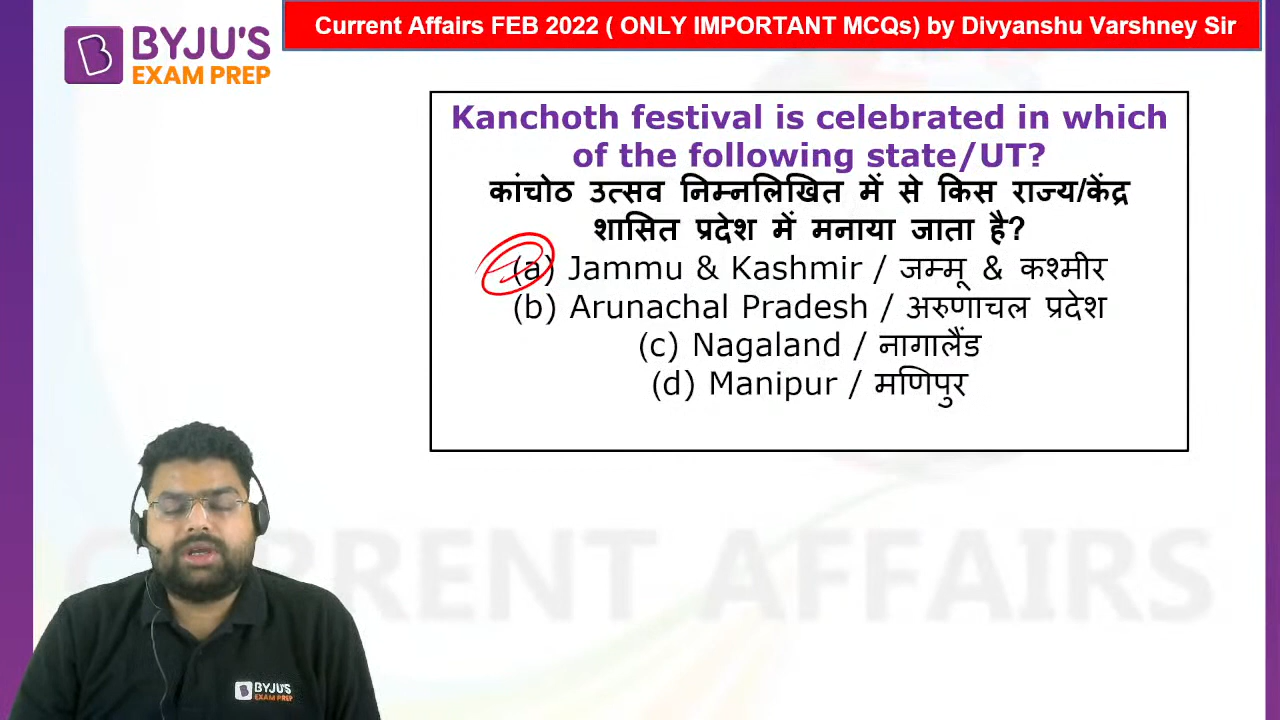 BYJU'S
EXAM PREP
Current Affairs FEB 2022 ( ONLY IMPORTANT MCQs) by Divyanshu Varshney Sir
Kanchoth festival is celebrated in which
of the following state/UT?
कांचोठ उत्सव निम्नलिखित में से किस राज्य/केंद्र
शासित प्रदेश में मनाया जाता है?
(a) Jammu & Kashmir / जम्मू & कश्मीर
(b) Arunachal Pradesh / अरुणाचल प्रदेश
(c) Nagaland / नागालैंड
(d) Manipur / मणिपुर
CURRENT AFFAIRS
BYJU'S
EXAM PREP